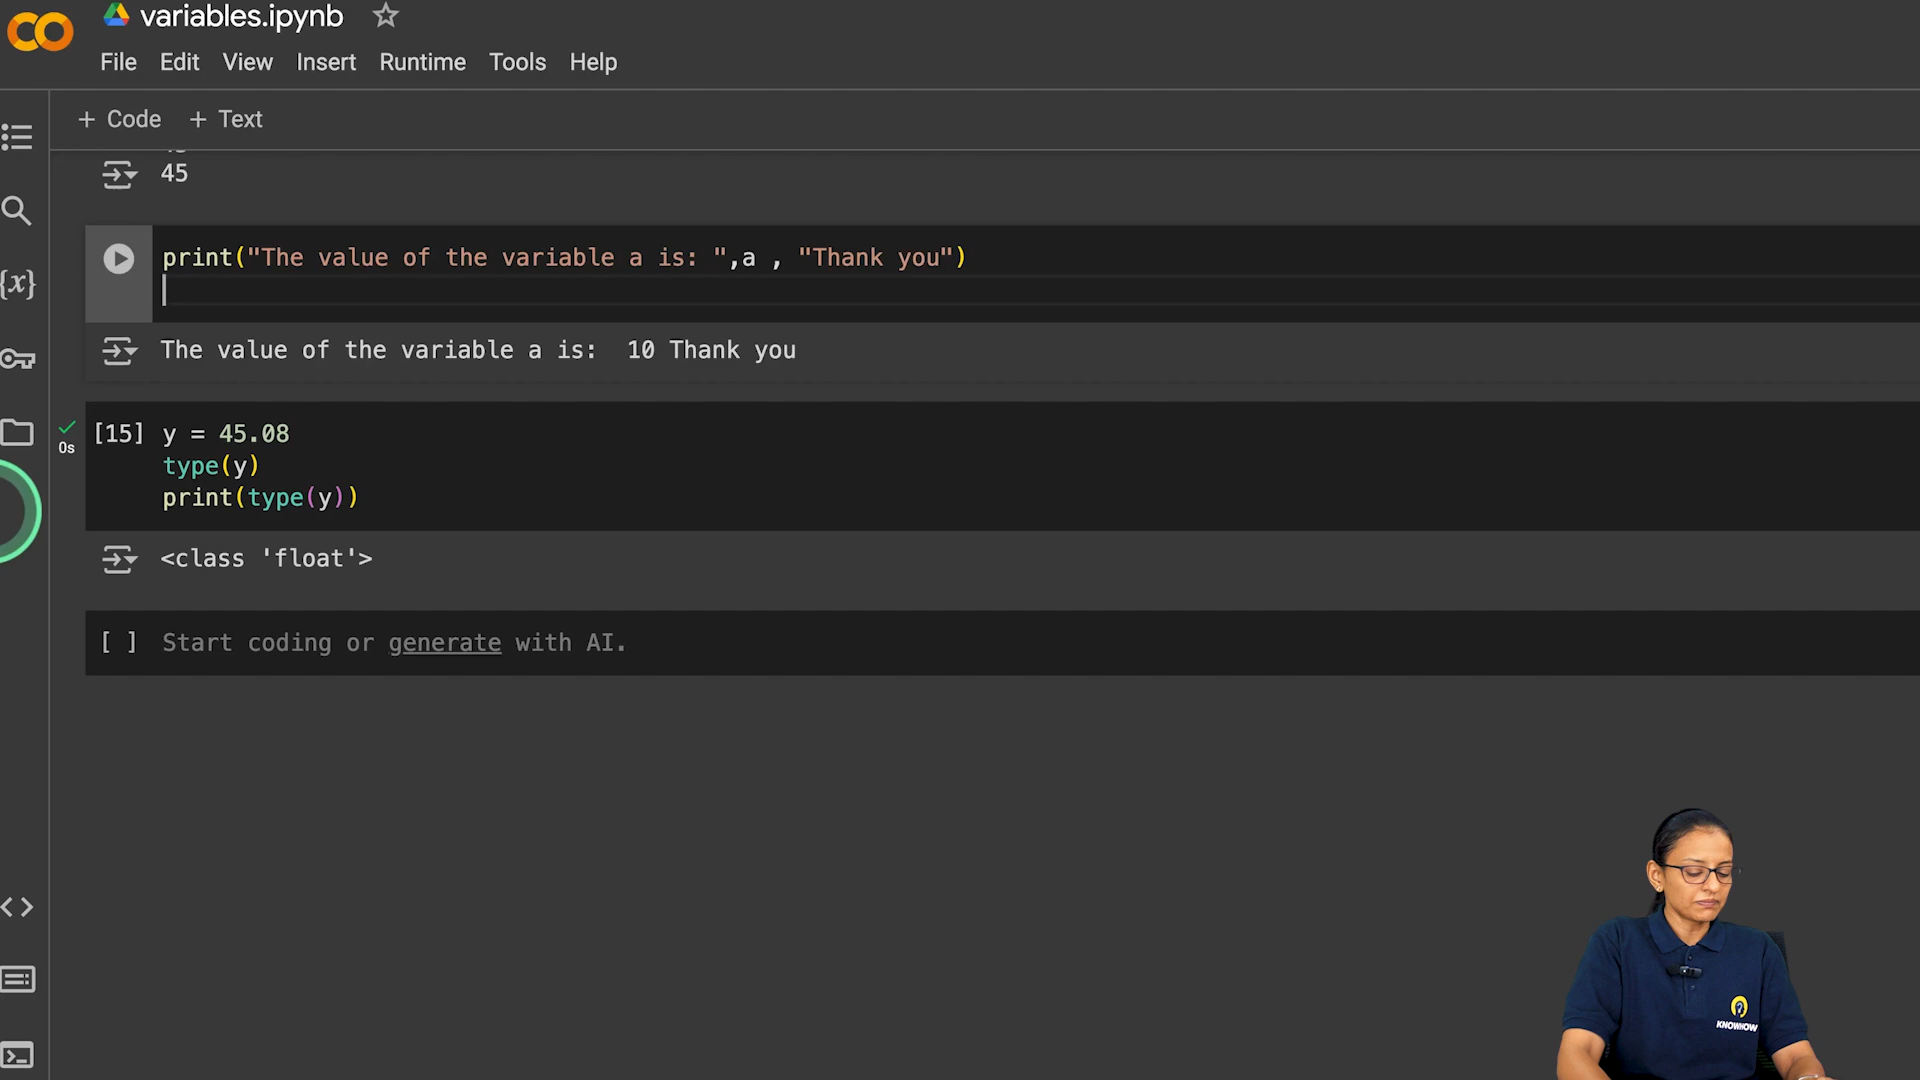 variables.ipynb
File Edit View Insert Runtime Tools Help
+ Code + Text
45
print("The value of the variable a is: ",a , "Thank you")
The value of the variable a is:  10 Thank you
[15] y = 45.08
0s
type(y)
print(type(y))
<class 'float'>
[ ] Start coding or generate with AI.
{x}
KNOWHOW